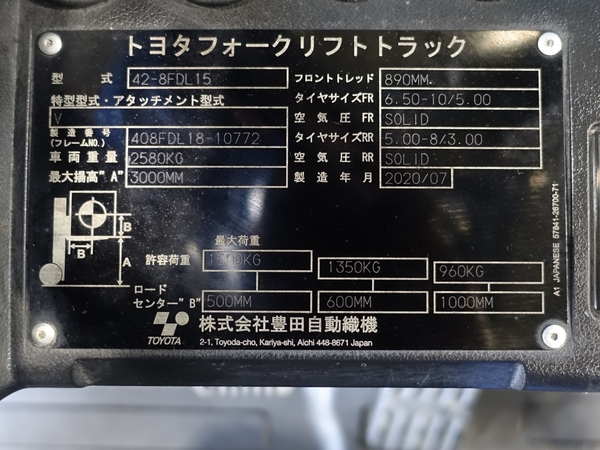 トヨタフォークリフトトラック
型 式 42-8FDL15
特型型式・アタッチメント型式
V
製造番号 (フレームNO.) 408FDL18-10772
車両重量 2580KG
最大揚高"A" 3000MM
フロントトレッド 890MM
タイヤサイズFR 6.50-10/5.00
空気圧FR SOLID
タイヤサイズRR 5.00-8/3.00
空気圧RR SOLID
製造年月 2020/07
B
B
A
最大荷重
許容荷重 1500KG 1350KG 960KG
ロード
センター"B" 500MM 600MM 1000MM
TOYOTA
株式会社豊田自動織機
2-1, Toyoda-cho, Kariya-shi, Aichi 448-8671 Japan
A1 JAPANESE 57841-26700-71